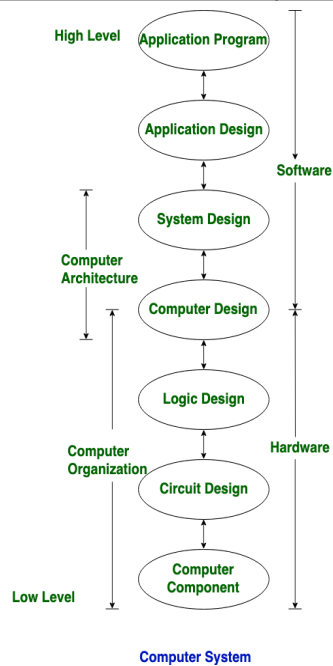 High Level
Application Program
Application Design
Software
System Design
Computer
Architecture
Computer Design
Logic Design
Hardware
Computer
Organization
Circuit Design
Computer
Component
Low Level
Computer System